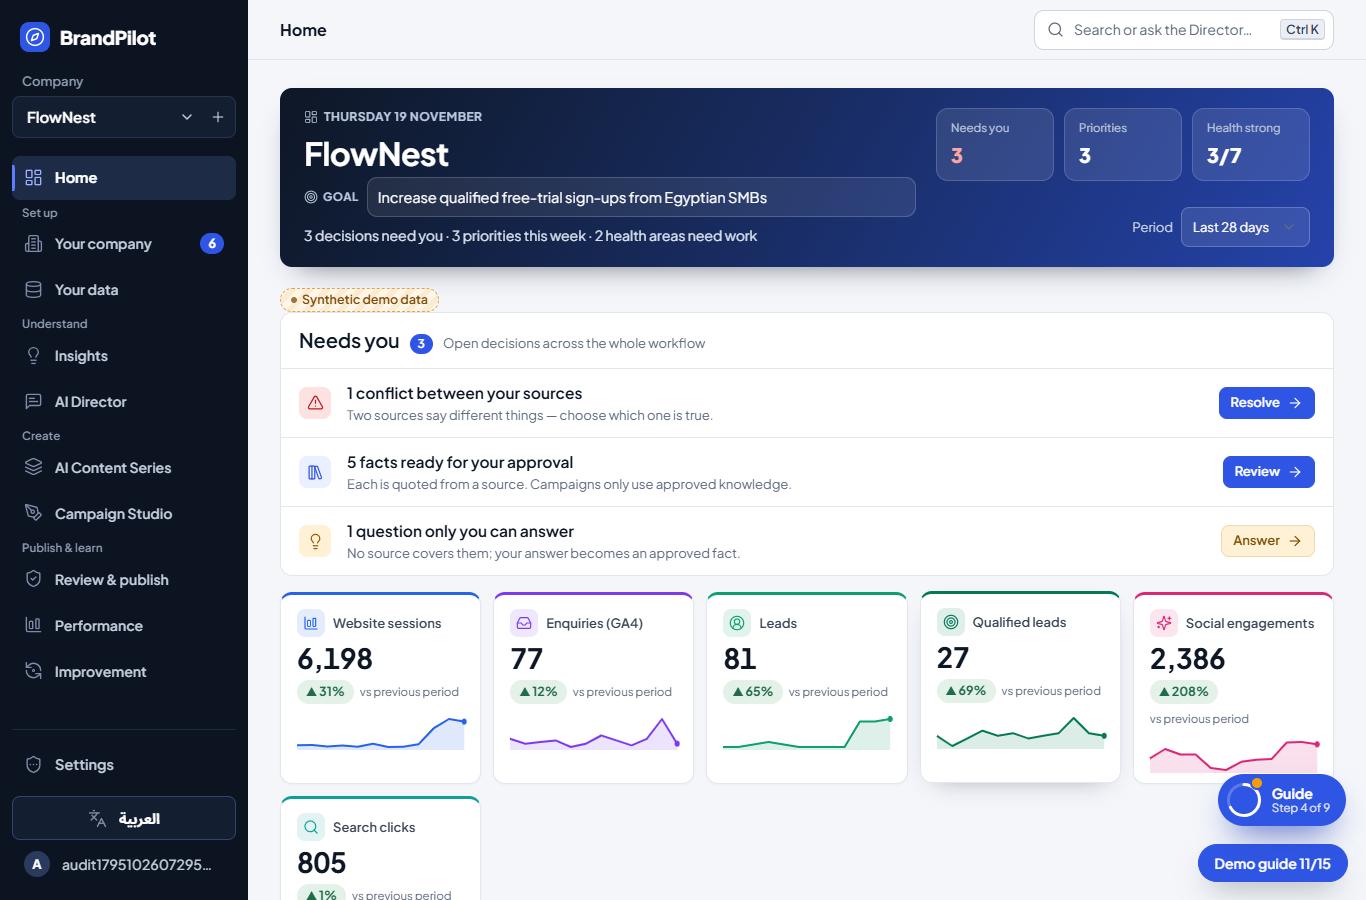 BrandPilot
Company
FlowNest
Home
Set up
Your company 6
Your data
Understand
Insights
AI Director
Create
AI Content Series
Campaign Studio
Publish & learn
Review & publish
Performance
Improvement
Settings
العربية
A audit1795102607295…
Home
Search or ask the Director… Ctrl K
THURSDAY 19 NOVEMBER
FlowNest
GOAL Increase qualified free-trial sign-ups from Egyptian SMBs
3 decisions need you · 3 priorities this week · 2 health areas need work
Needs you
3
Priorities
3
Health strong
3/7
Period Last 28 days
Synthetic demo data
Needs you 3 Open decisions across the whole workflow
1 conflict between your sources
Two sources say different things — choose which one is true.
Resolve
5 facts ready for your approval
Each is quoted from a source. Campaigns only use approved knowledge.
Review
1 question only you can answer
No source covers them; your answer becomes an approved fact.
Answer
Website sessions
6,198
▲31% vs previous period
Enquiries (GA4)
77
▲12% vs previous period
Leads
81
▲65% vs previous period
Qualified leads
27
▲69% vs previous period
Social engagements
2,386
▲208%
vs previous period
Search clicks
805
▲1% vs previous period
Guide
Step 4 of 9
Demo guide 11/15